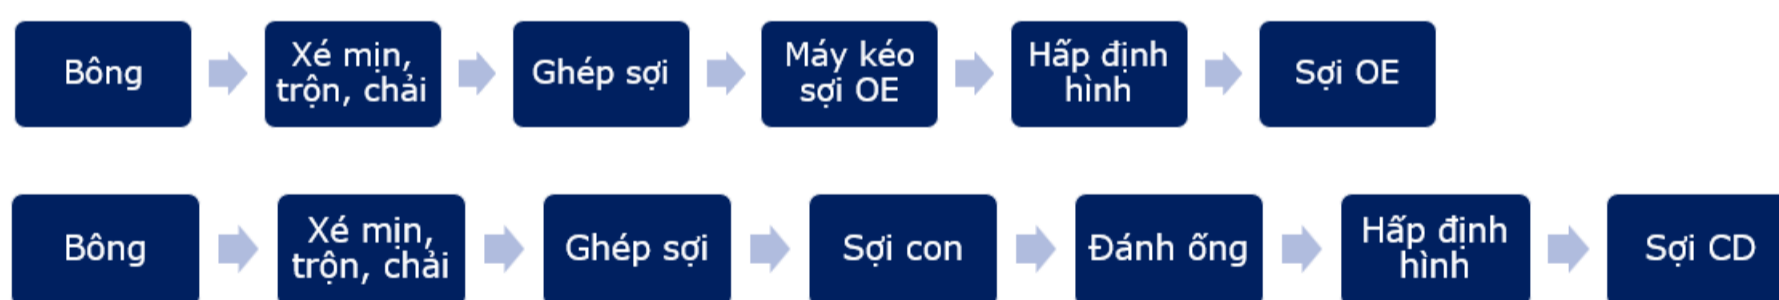 Bông
Xé mịn,
trộn, chải
Ghép sợi
Máy kéo
sợi OE
Hấp định
hình
Sợi OE
Bông
Xé mịn,
trộn, chải
Ghép sợi
Sợi con
Đánh ống
Hấp định
hình
Sợi CD